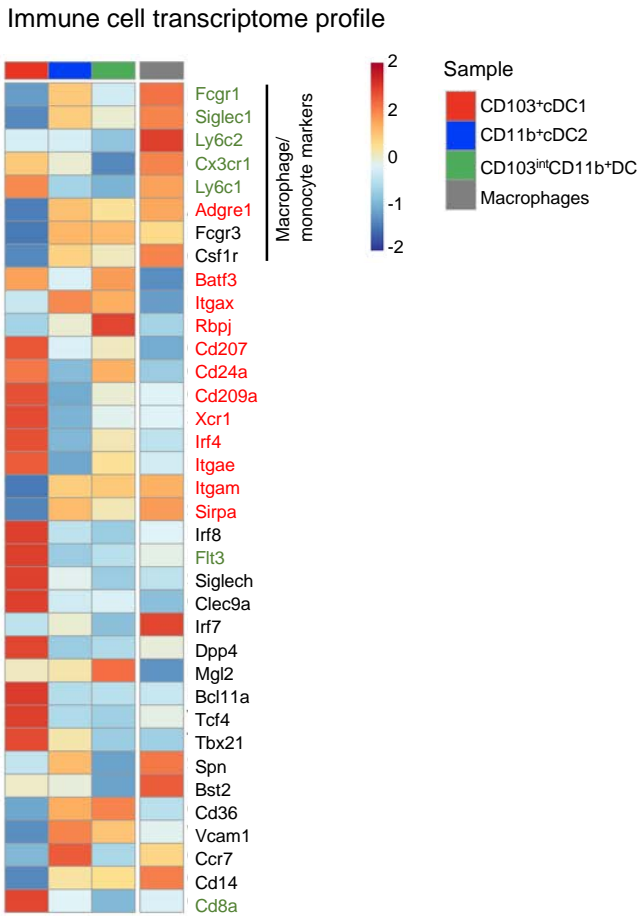 Immune cell transcriptome profile
Fcgr1
Siglec1
Ly6c2
Cx3cr1
Ly6c1
Adgre1
Fcgr3
Csf1r
Batf3
Itgax
Rbpj
Cd207
Cd24a
Cd209a
Xcr1
Irf4
Itgae
Itgam
Sirpa
Irf8
Flt3
Siglech
Clec9a
Irf7
Dpp4
Mgl2
Bcl11a
Tcf4
Tbx21
Spn
Bst2
Cd36
Vcam1
Ccr7
Cd14
Cd8a
Macrophage/
monocyte markers
2
2
0
-1
-2
Sample
CD103⁺cDC1
CD11b⁺cDC2
CD103ⁱⁿᵗCD11b⁺DC
Macrophages